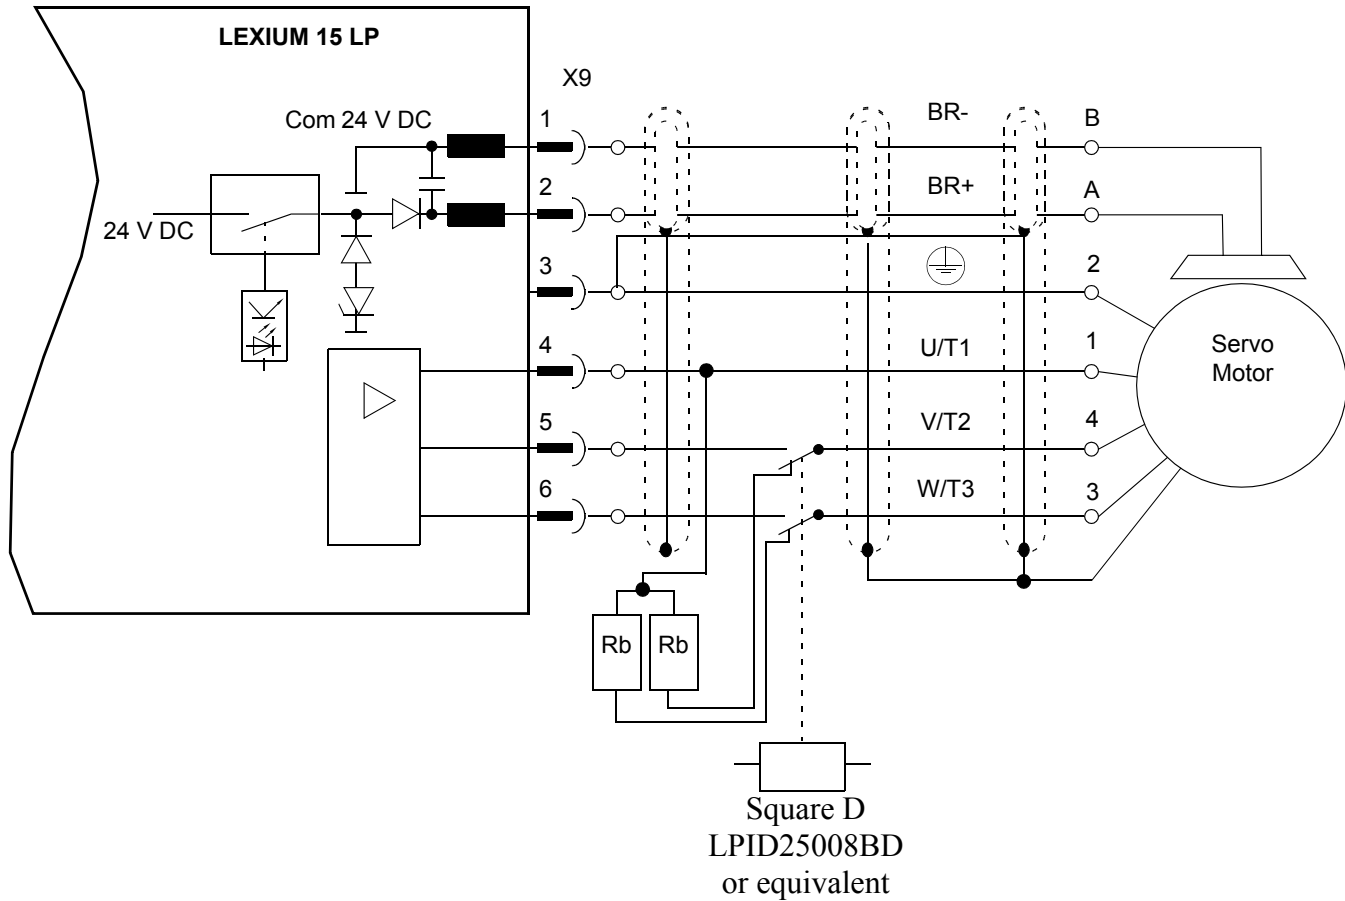 LEXIUM 15 LP
X9
Com 24 V DC
1
BR-
B
2
BR+
A
24 V DC
3
2
4
U/T1
1
Servo
Motor
5
V/T2
4
6
W/T3
3
Rb
Rb
Square D
LPID25008BD
or equivalent